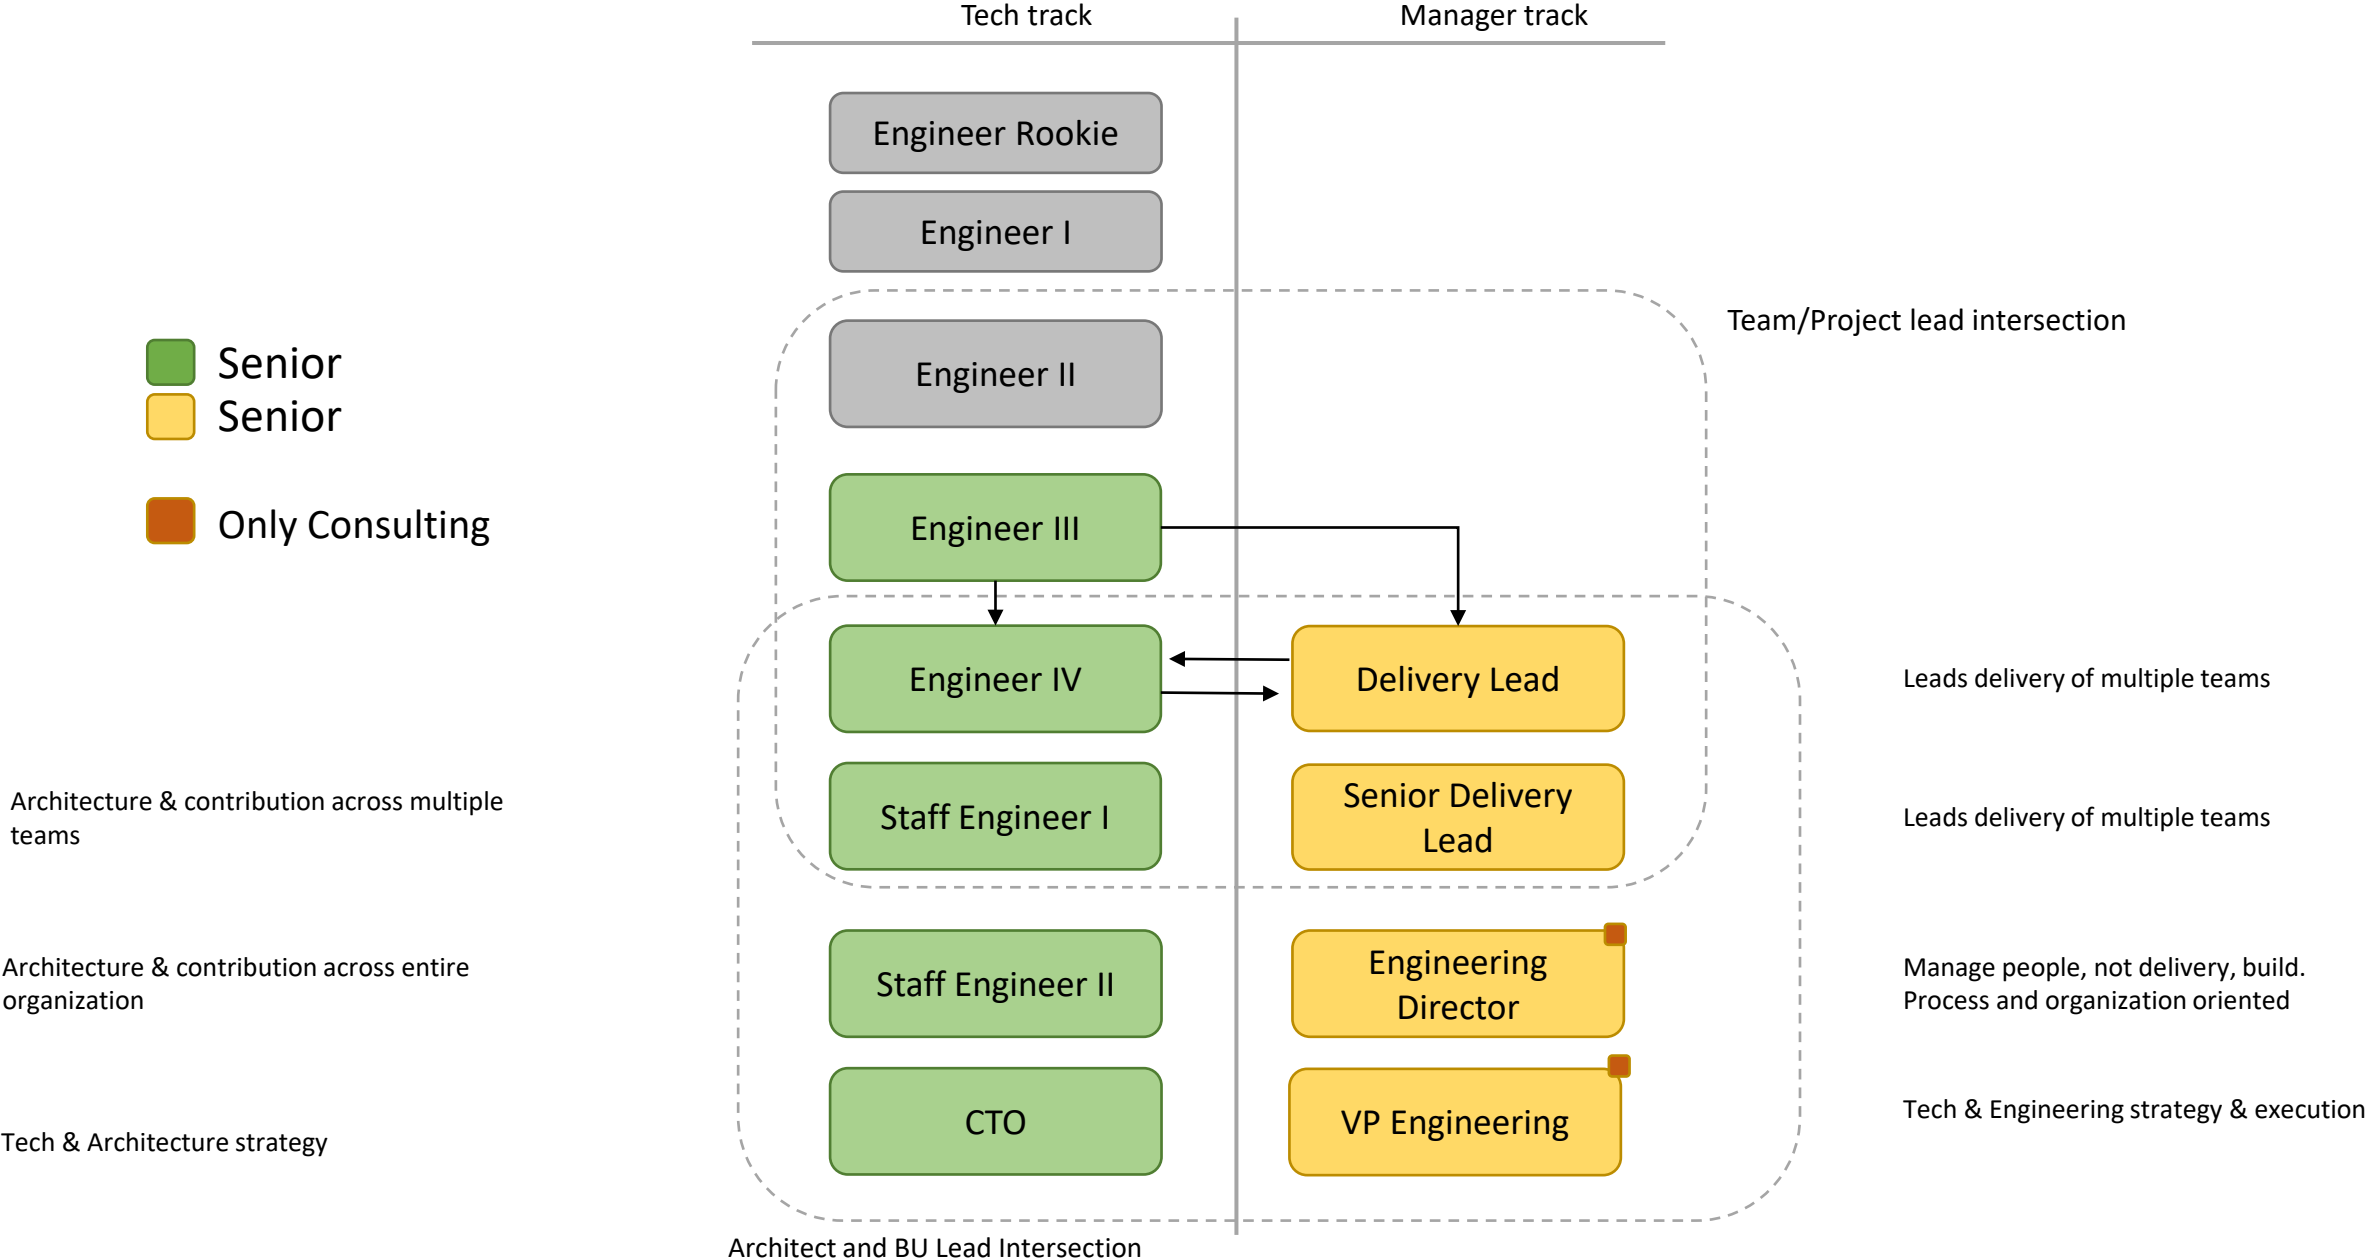 Tech track
Manager track
Engineer Rookie
Engineer I
Team/Project lead intersection
Senior
Senior
Only Consulting
Engineer II
Engineer III
Engineer IV
Delivery Lead
Leads delivery of multiple teams
Architecture & contribution across multiple
teams
Staff Engineer I
Senior Delivery
Lead
Leads delivery of multiple teams
Architecture & contribution across entire
organization
Staff Engineer II
Engineering
Director
Manage people, not delivery, build.
Process and organization oriented
Tech & Architecture strategy
CTO
VP Engineering
Tech & Engineering strategy & execution
Architect and BU Lead Intersection